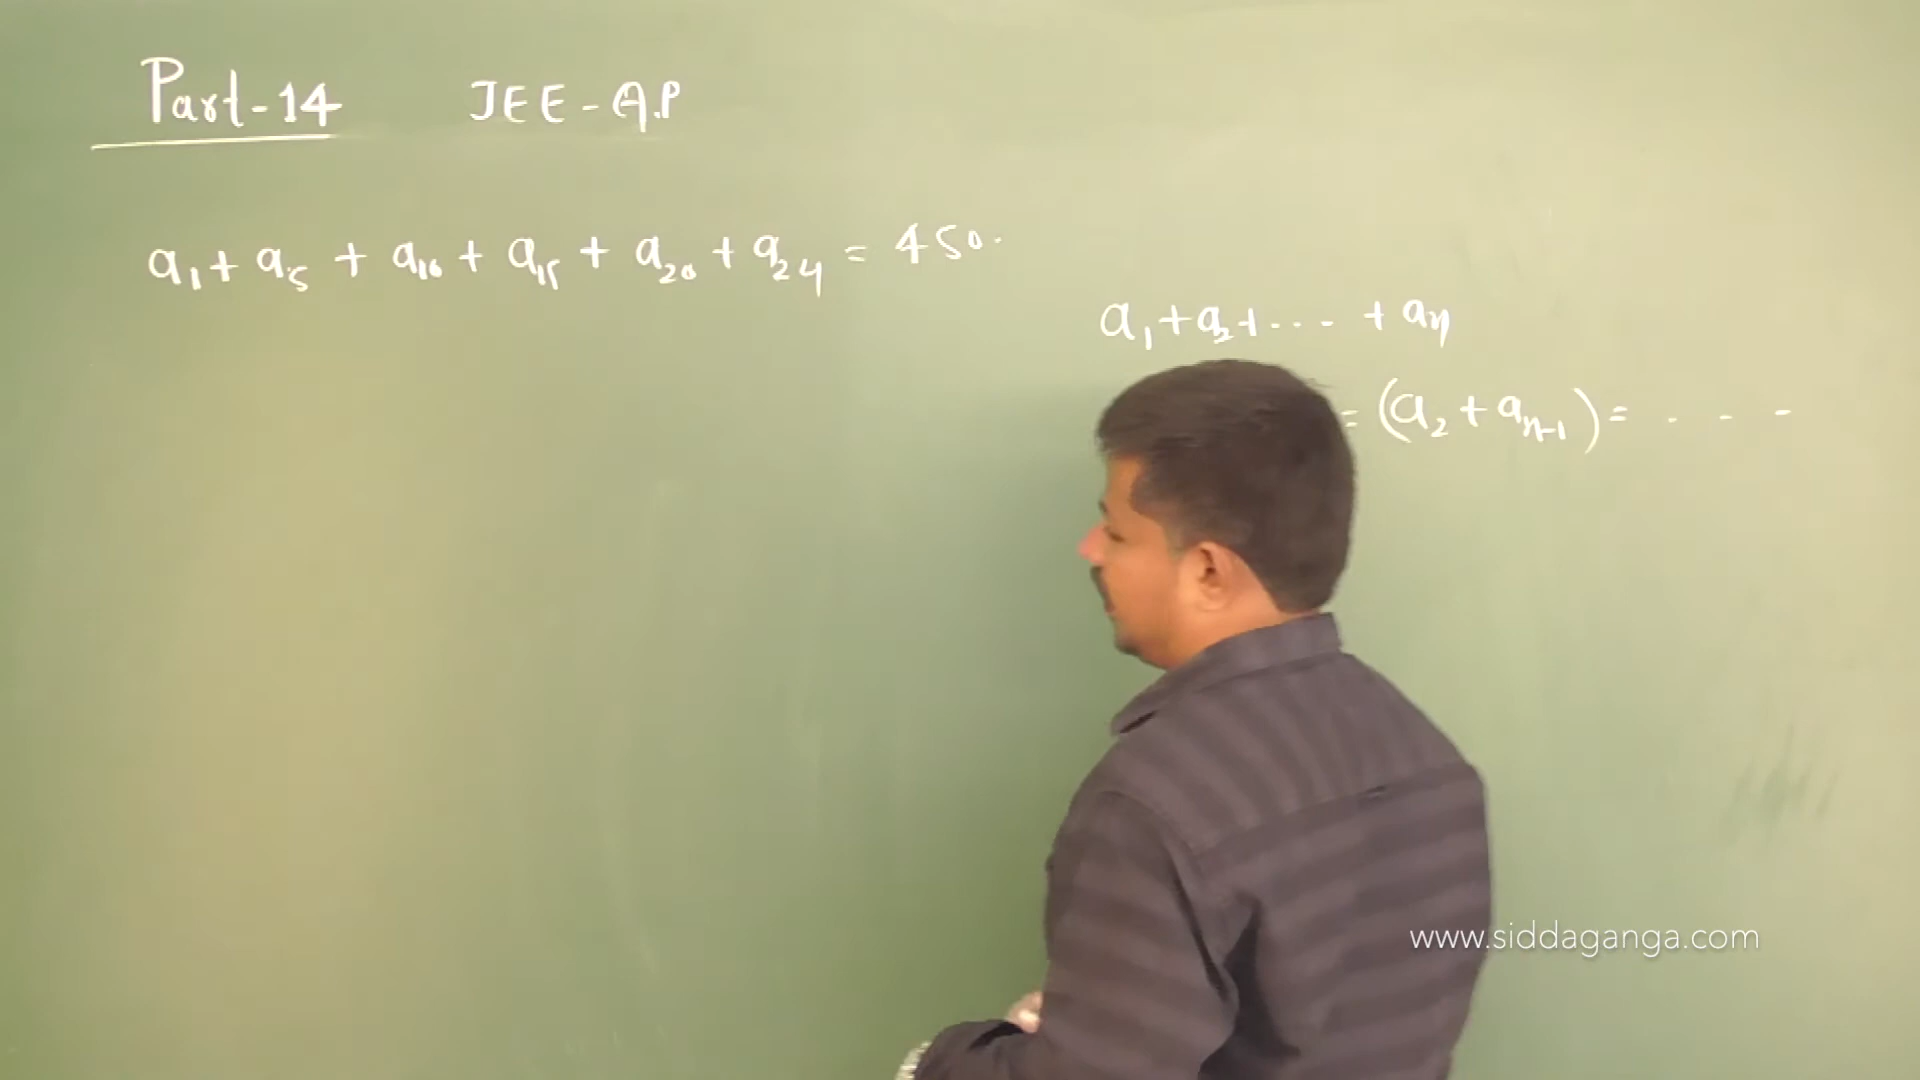 Part-14 JEE - A.P
a₁ + a₅ + a₁₀ + a₁₅ + a₂₀ + a₂₄ = 450.
a₁ + a₂ + ... + aₙ
= (a₂ + aₙ₋₁) = . - -
www.siddaganga.com